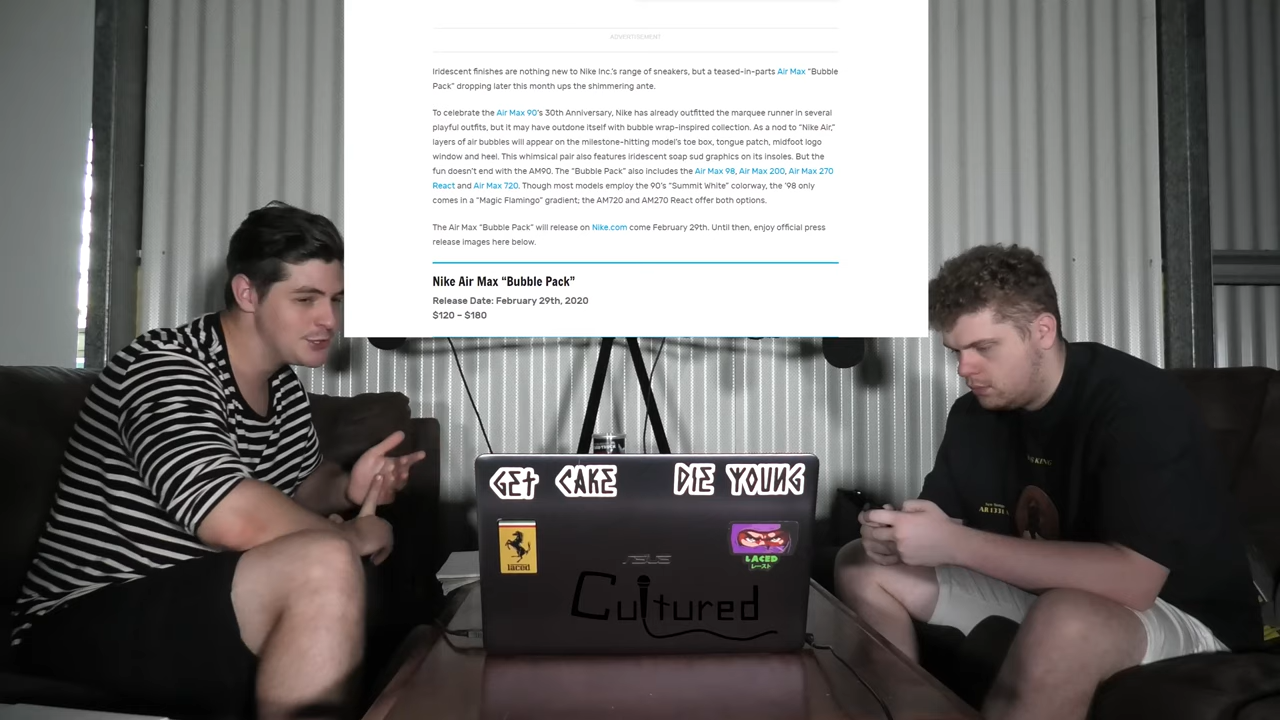 ADVERTISEMENT
Iridescent finishes are nothing new to Nike Inc.'s range of sneakers, but a teased-in-parts Air Max "Bubble
Pack" dropping later this month ups the shimmering ante.
To celebrate the Air Max 90's 30th Anniversary, Nike has already outfitted the marquee runner in several
playful outfits, but it may have outdone itself with bubble wrap-inspired collection. As a nod to "Nike Air,"
layers of air bubbles will appear on the milestone-hitting model's toe box, tongue patch, midfoot logo
window and heel. This whimsical pair also features iridescent soap sud graphics on its insoles. But the
fun doesn't end with the AM90. The "Bubble Pack" also includes the Air Max 98, Air Max 200, Air Max 270
React and Air Max 720. Though most models employ the 90's "Summit White" colorway, the '98 only
comes in a "Magic Flamingo" gradient; the AM720 and AM270 React offer both options.
The Air Max "Bubble Pack" will release on Nike.com come February 29th. Until then, enjoy official press
release images here below.
Nike Air Max "Bubble Pack"
Release Date: February 29th, 2020
$120 – $180
GET CAKE DIE YOUNG
laced
LACED
レースト
ASUS
Cultured
KING